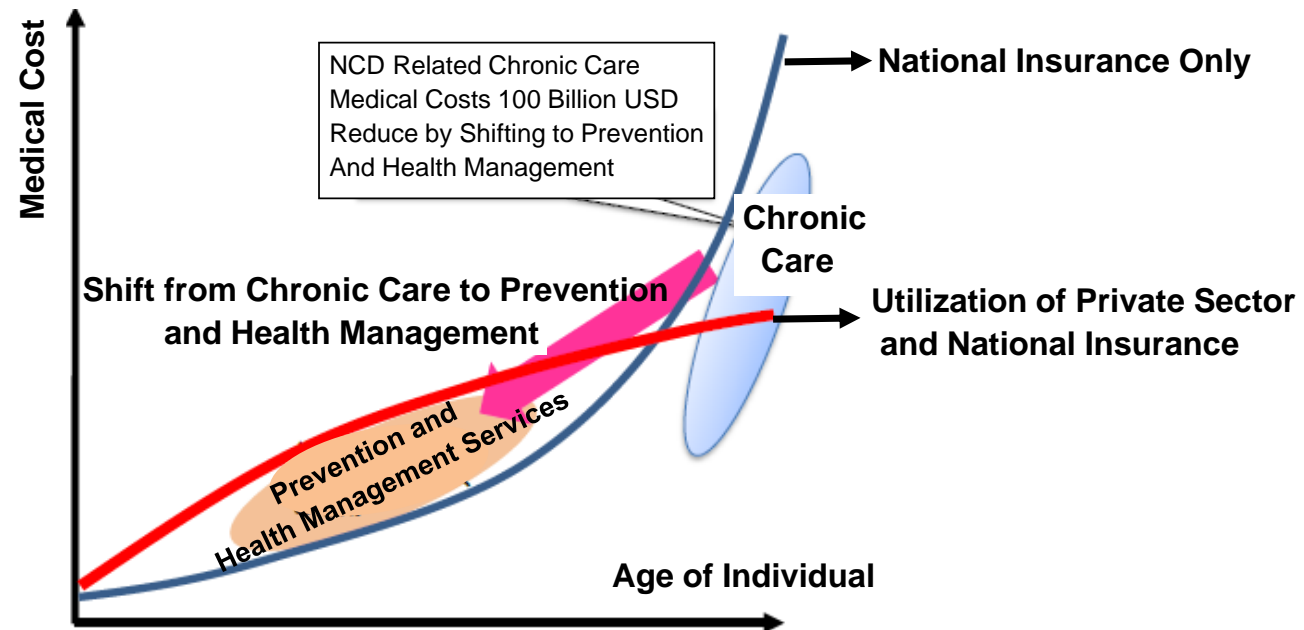 Medical Cost
NCD Related Chronic Care
Medical Costs 100 Billion USD
Reduce by Shifting to Prevention
And Health Management
National Insurance Only
Chronic
Care
Shift from Chronic Care to Prevention
and Health Management
Utilization of Private Sector
and National Insurance
Prevention and
Health Management Services
Age of Individual